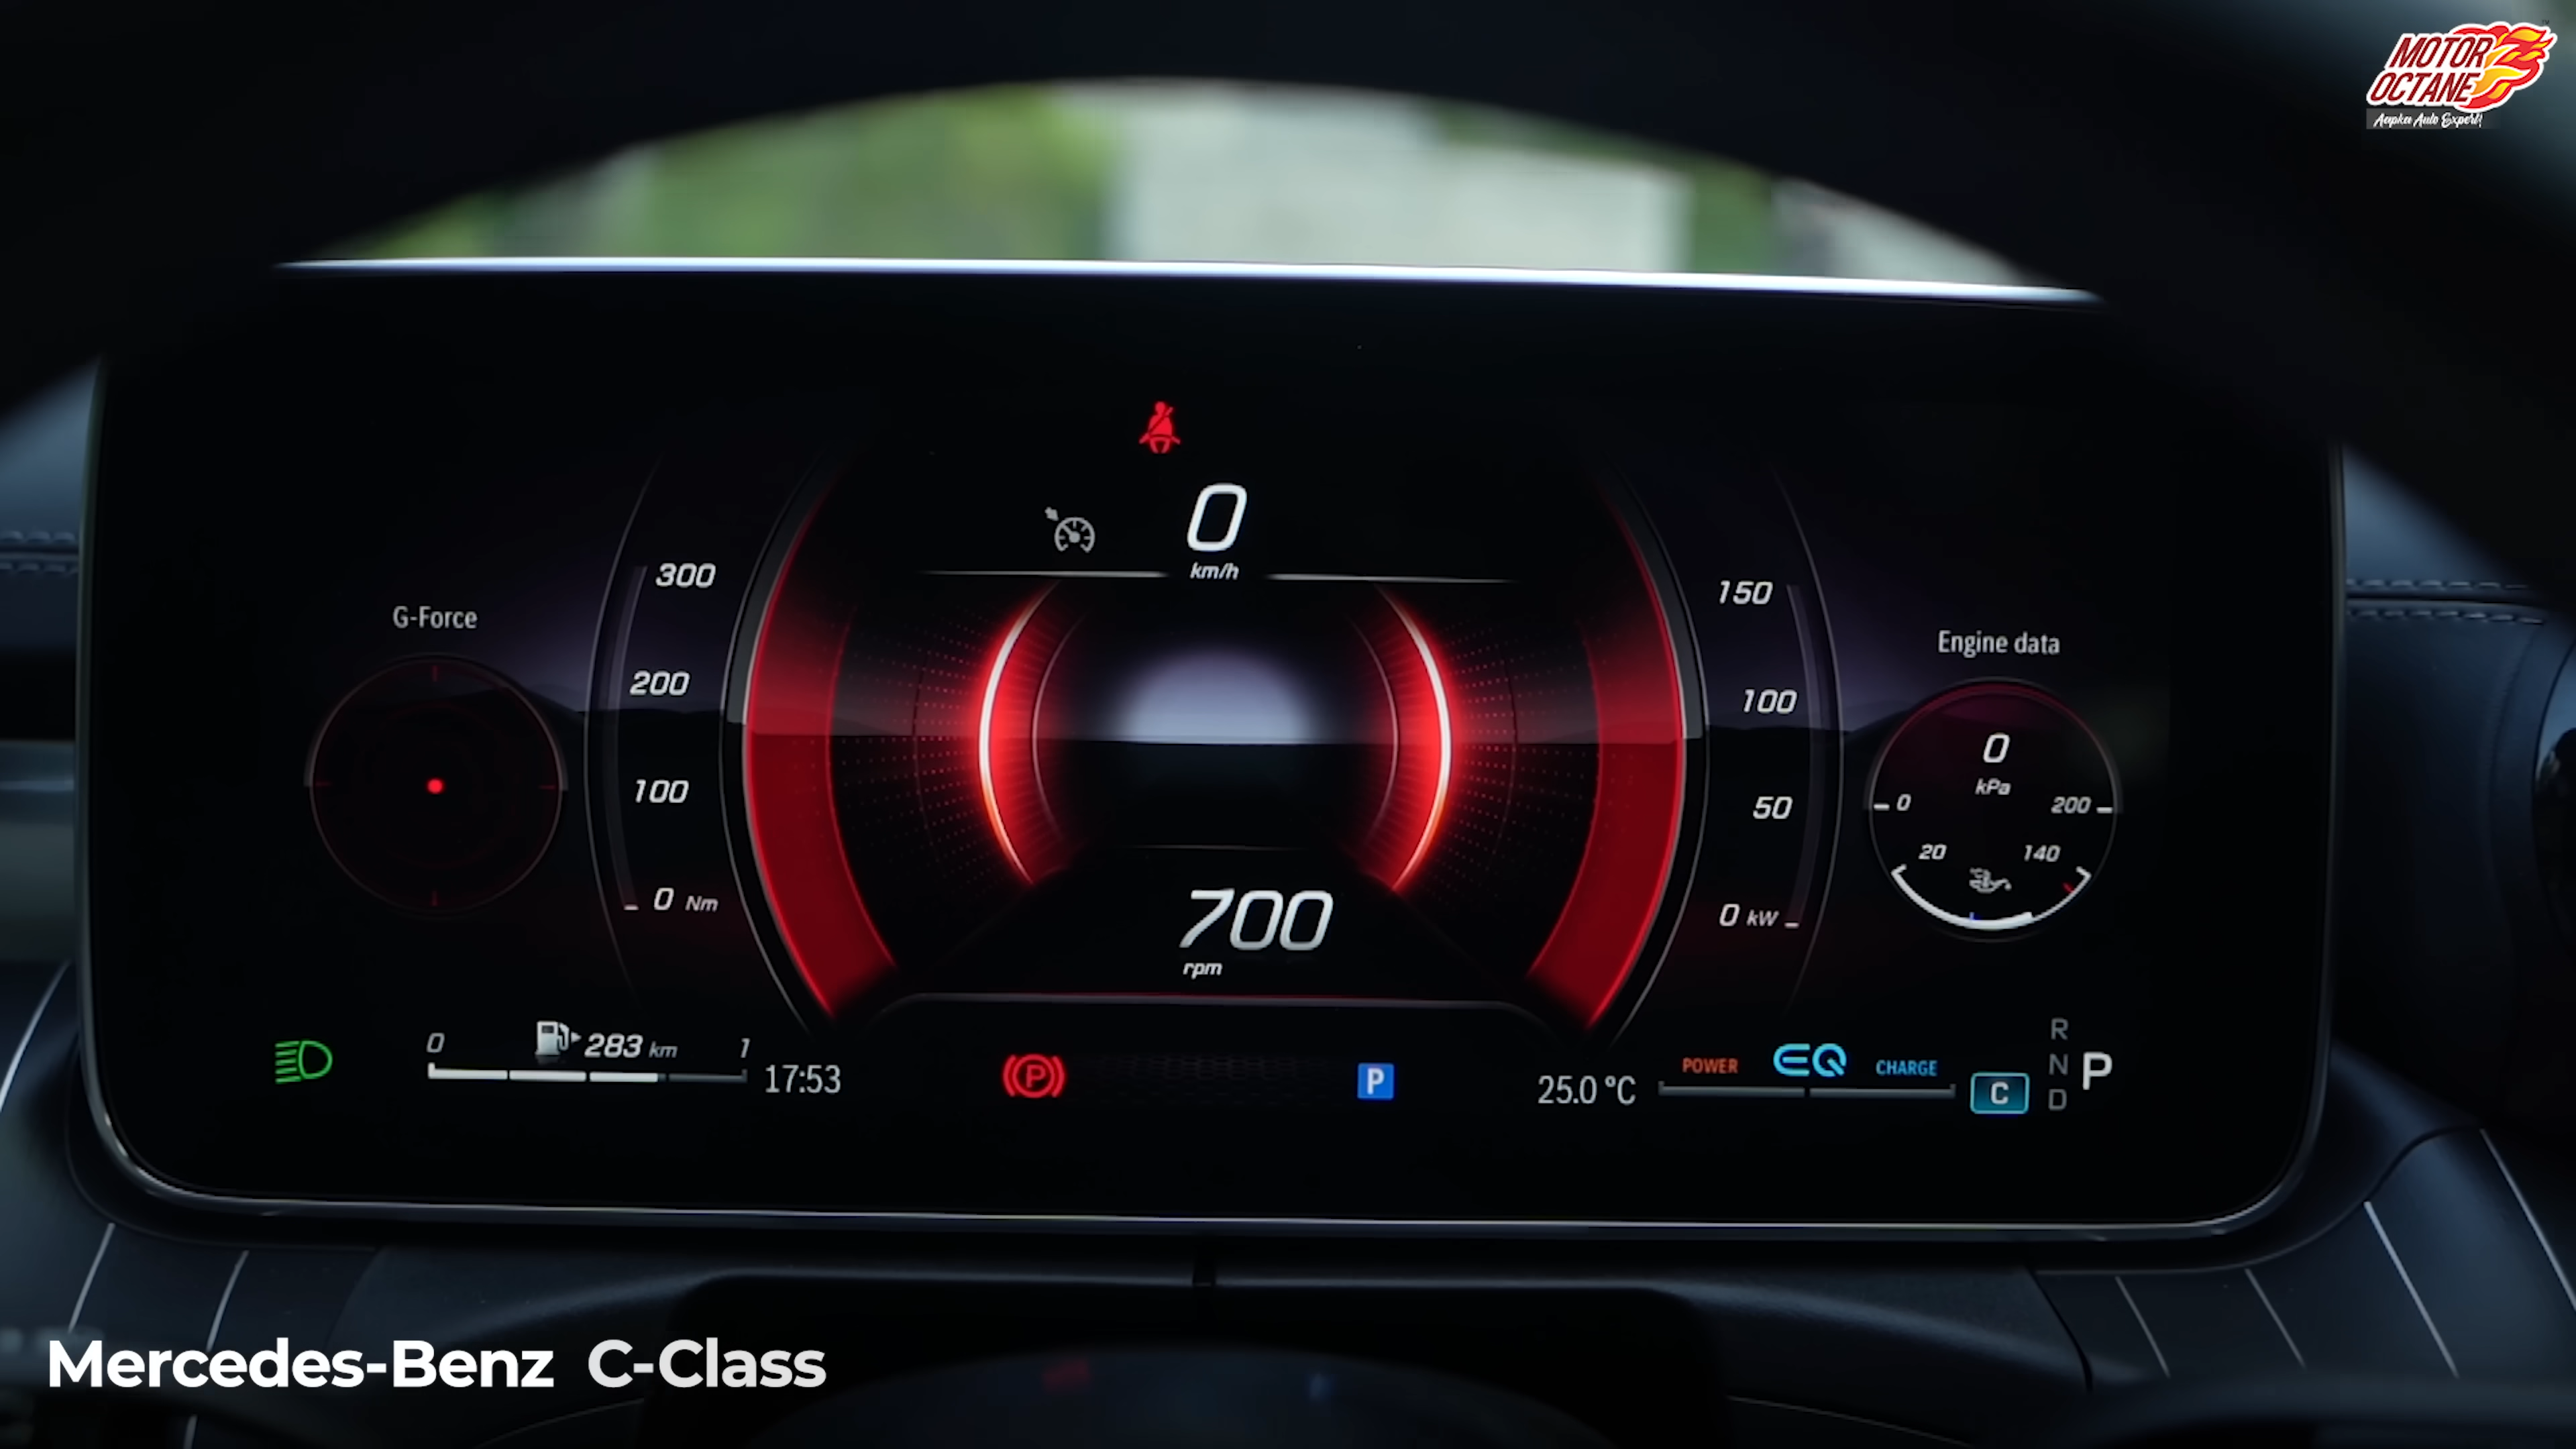 MOTOR
OCTANE
TM
Aapka Auto Expert!
0
km/h
300
200
100
0 Nm
G-Force
150
100
50
0 kW
Engine data
0
kPa
0 200
20 140
°C
700
rpm
0 283 km 1
17:53
P
P
25.0 °C
POWER EQ CHARGE
C
R
N
D
P
Mercedes-Benz C-Class